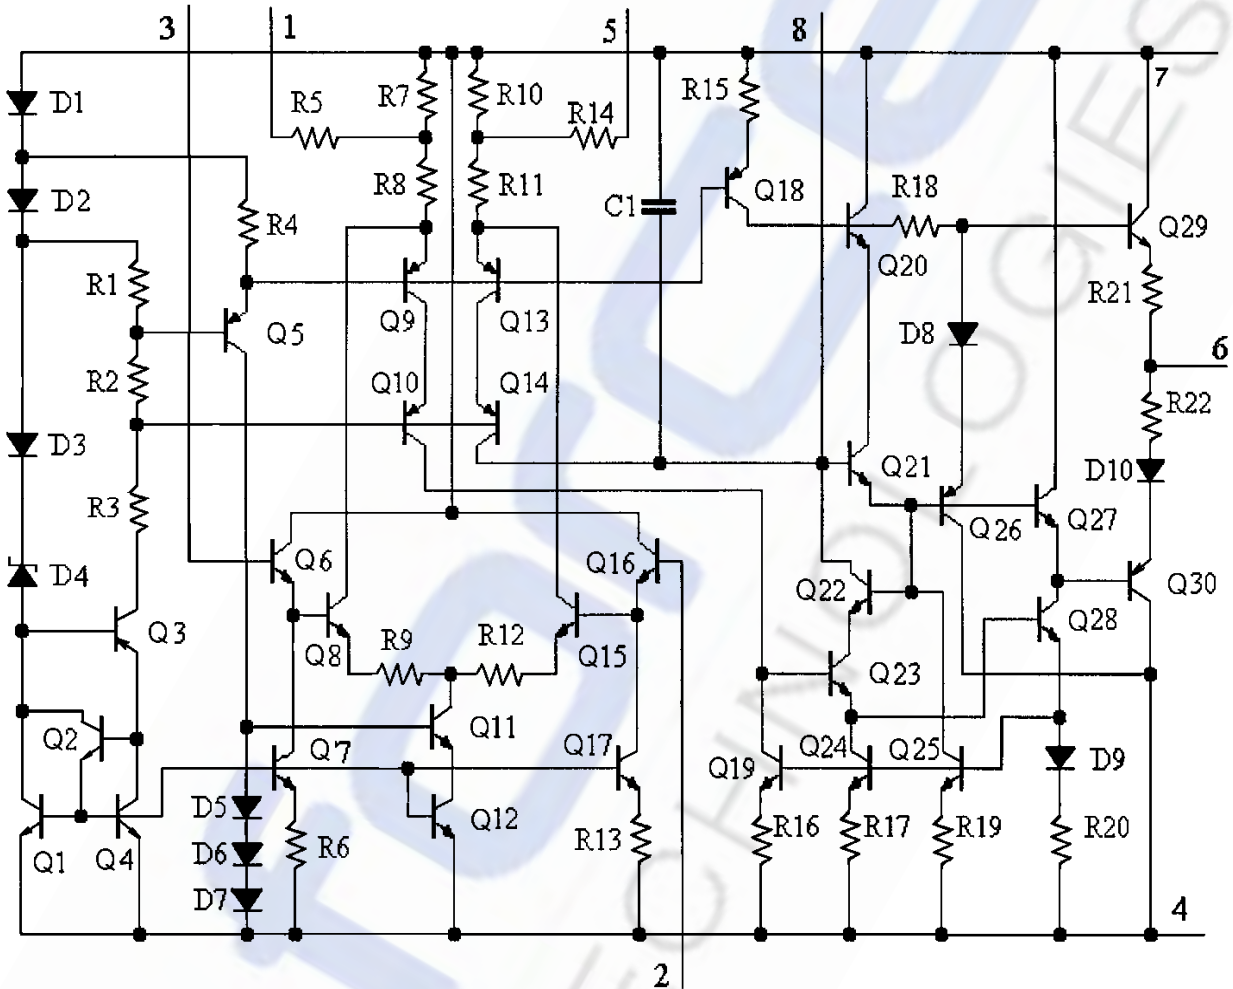 3 1 5 8
7
D1 R5 R7 R10 R14 R15
D2 R4 R8 R11 C1 Q18 R18 Q29
R1 Q20 R21
Q5 Q9 Q13 D8 6
R2 Q10 Q14 R22
D3 Q21 D10
R3 Q26 Q27
D4 Q6 Q16 Q22 Q30
Q3 Q8 R9 R12 Q15 Q28
Q23
Q2 Q7 Q11 Q17 Q19 Q24 Q25 D9
D5 Q12 R13 R16 R17 R19 R20
Q1 Q4 D6 R6
D7 4
2
TECHNOLOGIES